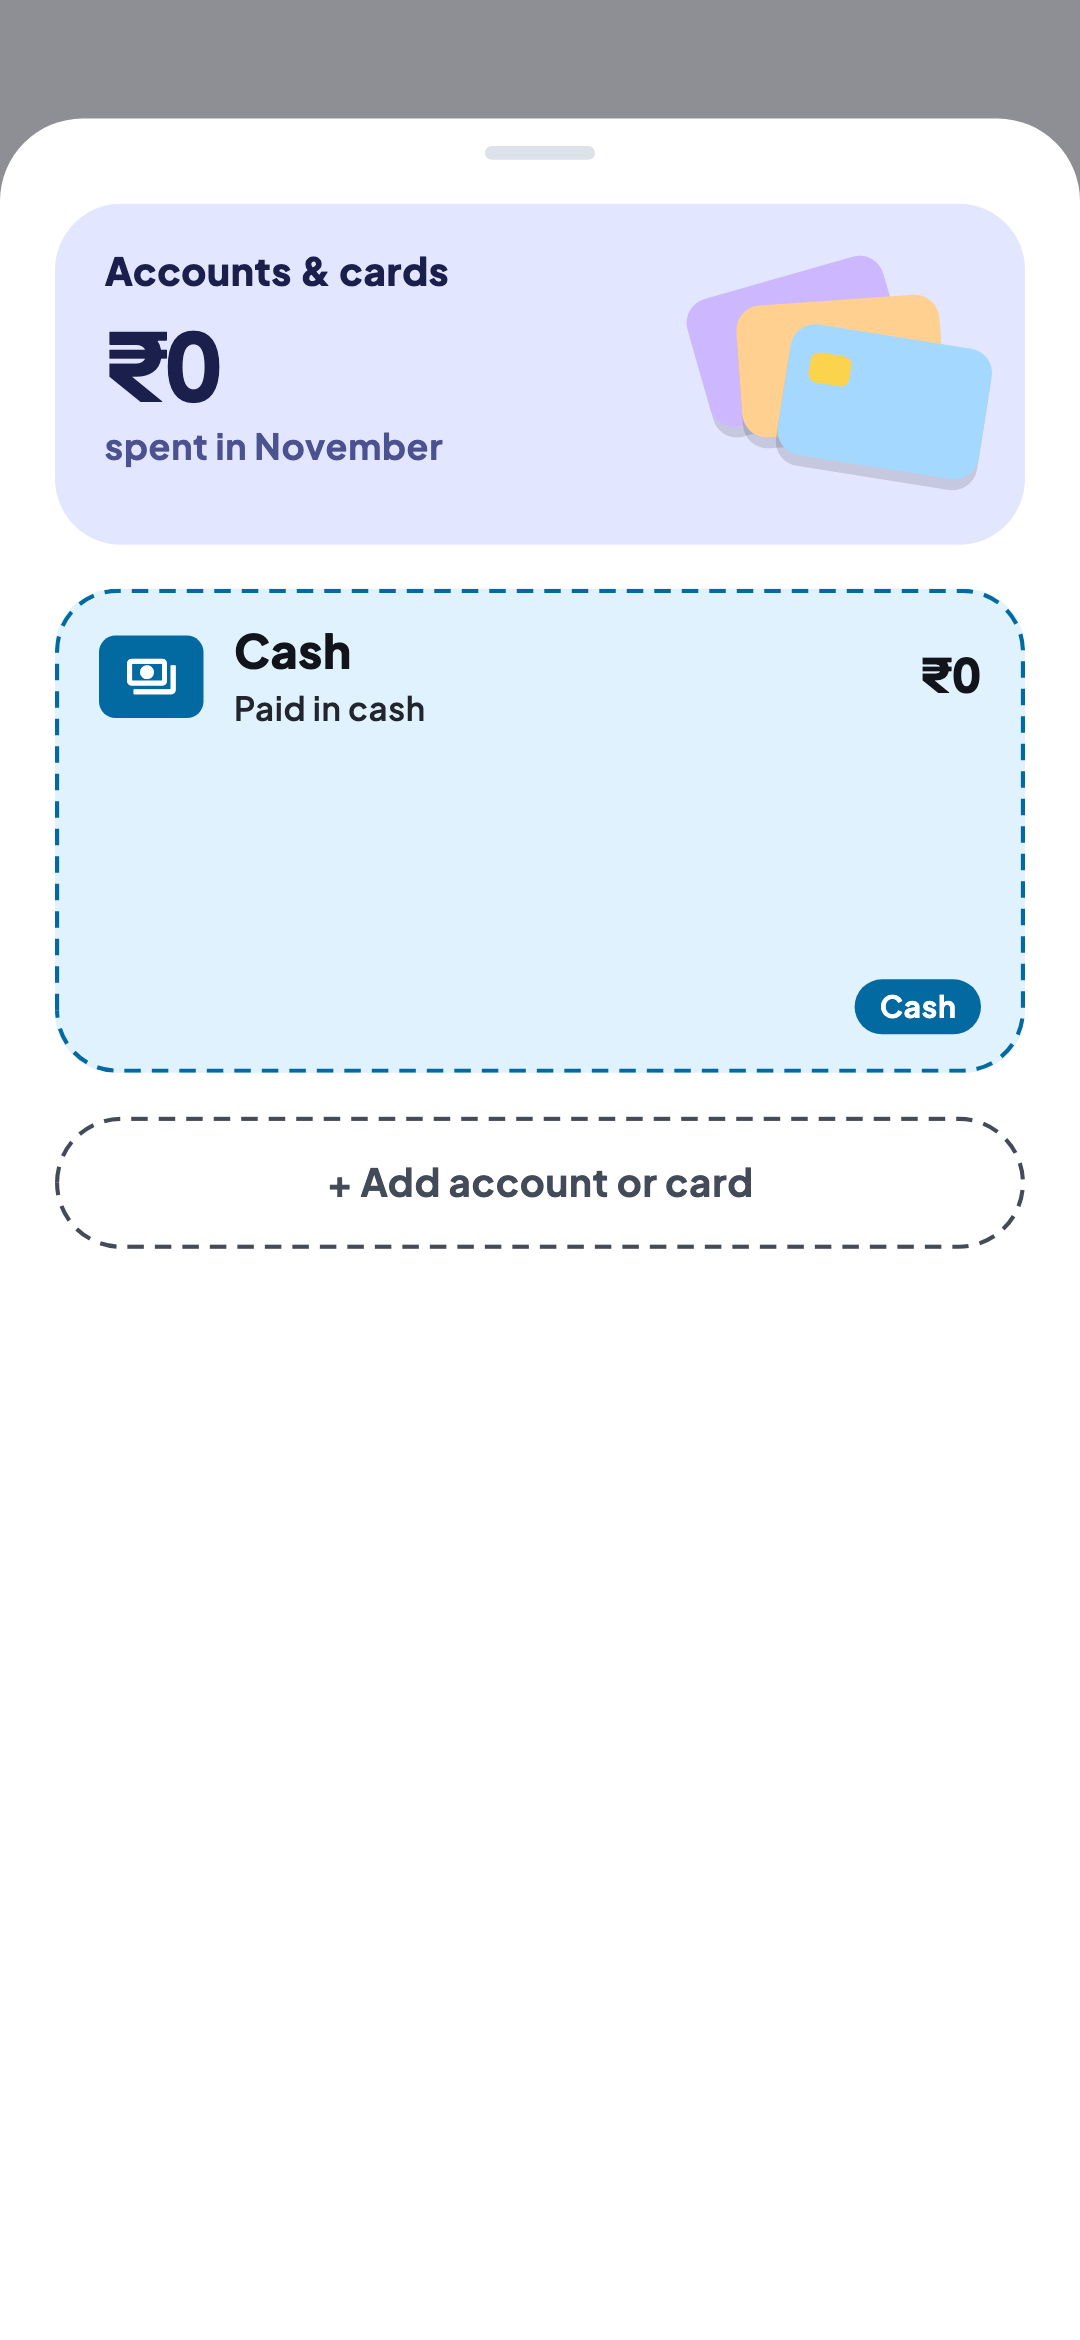 Accounts & cards
₹0
spent in November
Cash
Paid in cash
₹0
Cash
+ Add account or card